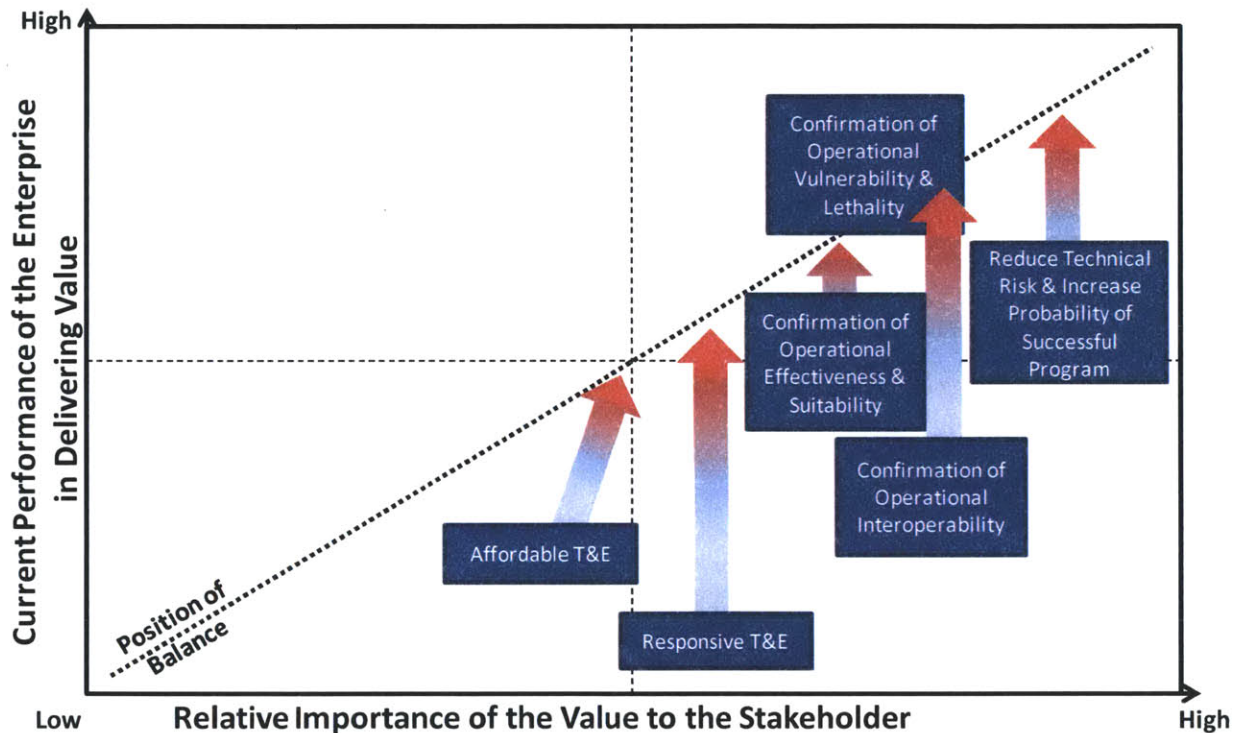 High
Current Performance of the Enterprise
in Delivering Value
Confirmation of
Operational
Vulnerability &
Lethality
Reduce Technical
Risk & Increase
Probability of
Successful
Program
Confirmation of
Operational
Effectiveness &
Suitability
Confirmation of
Operational
Interoperability
Affordable T&E
Responsive T&E
Position of
Balance
Low
Relative Importance of the Value to the Stakeholder
High